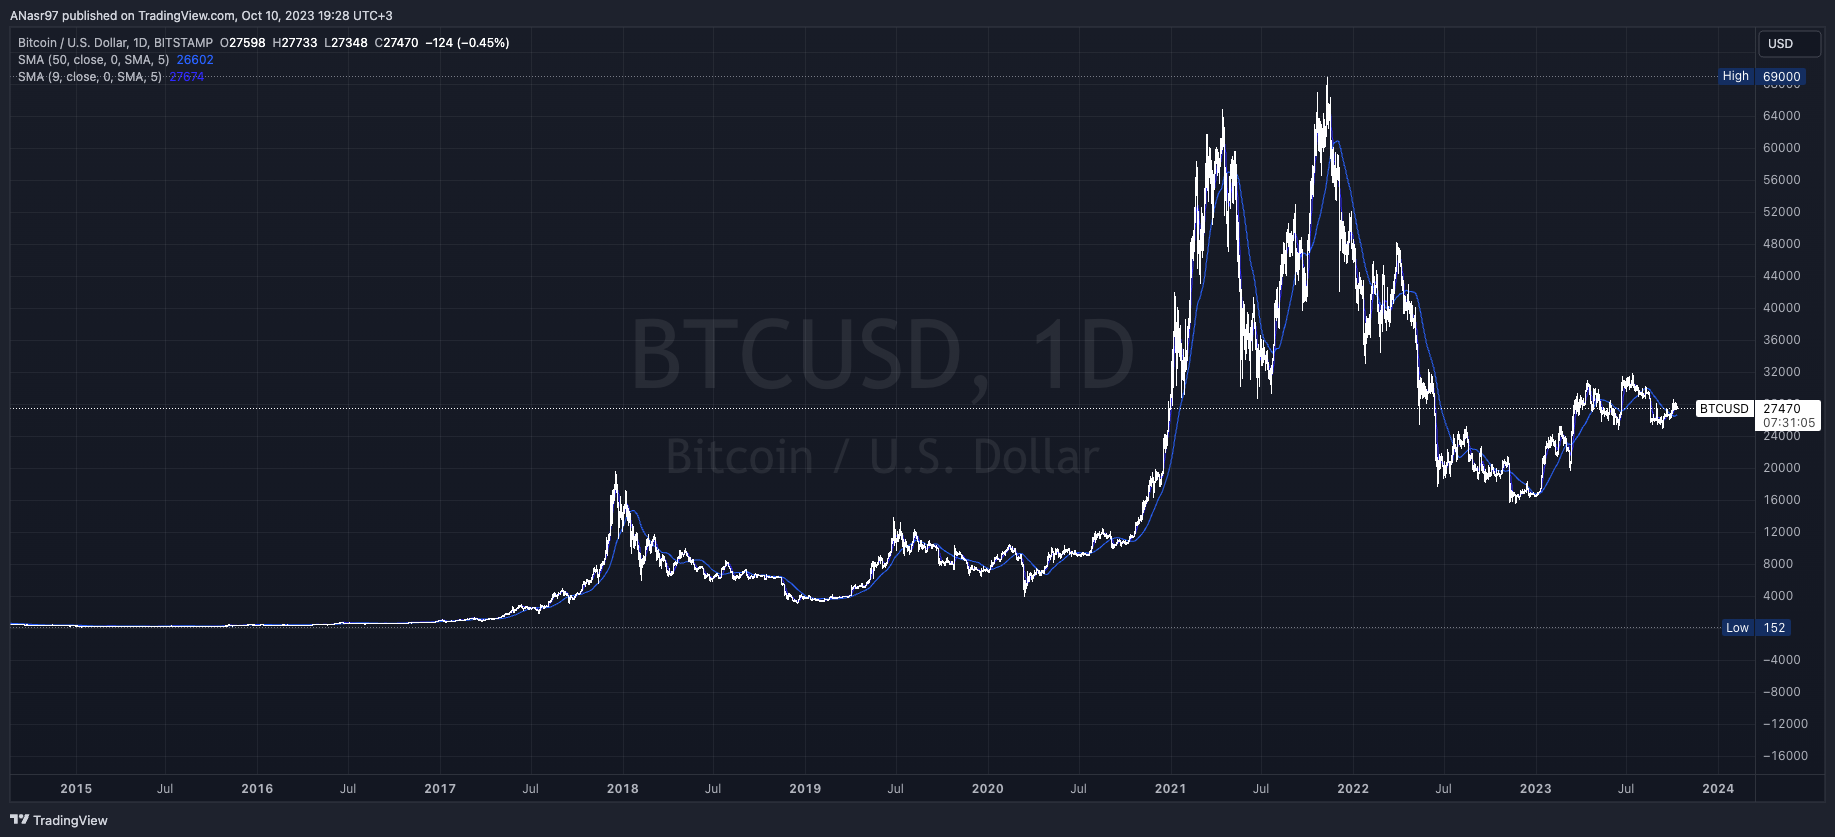 ANasr97 published on TradingView.com, Oct 10, 2023 19:28 UTC+3
Bitcoin / U.S. Dollar, 1D, BITSTAMP O27598 H27733 L27348 C27470 −124 (−0.45%)
SMA (50, close, 0, SMA, 5) 26602
SMA (9, close, 0, SMA, 5) 27674
USD
High 69000
68000
64000
60000
56000
52000
48000
44000
40000
36000
32000
BTCUSD 27470
07:31:05
24000
20000
16000
12000
8000
4000
Low 152
−4000
−8000
−12000
−16000
BTCUSD, 1D
Bitcoin / U.S. Dollar
2015 Jul 2016 Jul 2017 Jul 2018 Jul 2019 Jul 2020 Jul 2021 Jul 2022 Jul 2023 Jul 2024
TradingView